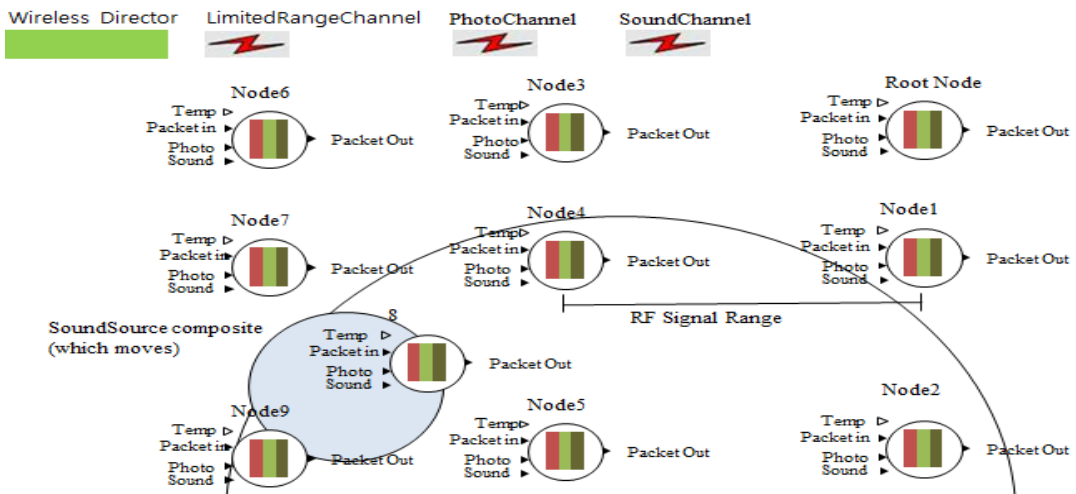 Wireless Director
LimitedRangeChannel
PhotoChannel
SoundChannel
Node6
Temp
Packet in
Photo
Sound
Packet Out
Node3
Temp
Packet in
Photo
Sound
Packet Out
Root Node
Temp
Packet in
Photo
Sound
Packet Out
Node7
Temp
Packet in
Photo
Sound
Packet Out
Node4
Temp
Packet in
Photo
Sound
Packet Out
Node1
Temp
Packet in
Photo
Sound
Packet Out
RF Signal Range
SoundSource composite
(which moves)
8
Temp
Packet in
Photo
Sound
Packet Out
Node9
Temp
Packet in
Photo
Sound
Packet Out
Node5
Temp
Packet in
Photo
Sound
Packet Out
Node2
Temp
Packet in
Photo
Sound
Packet Out